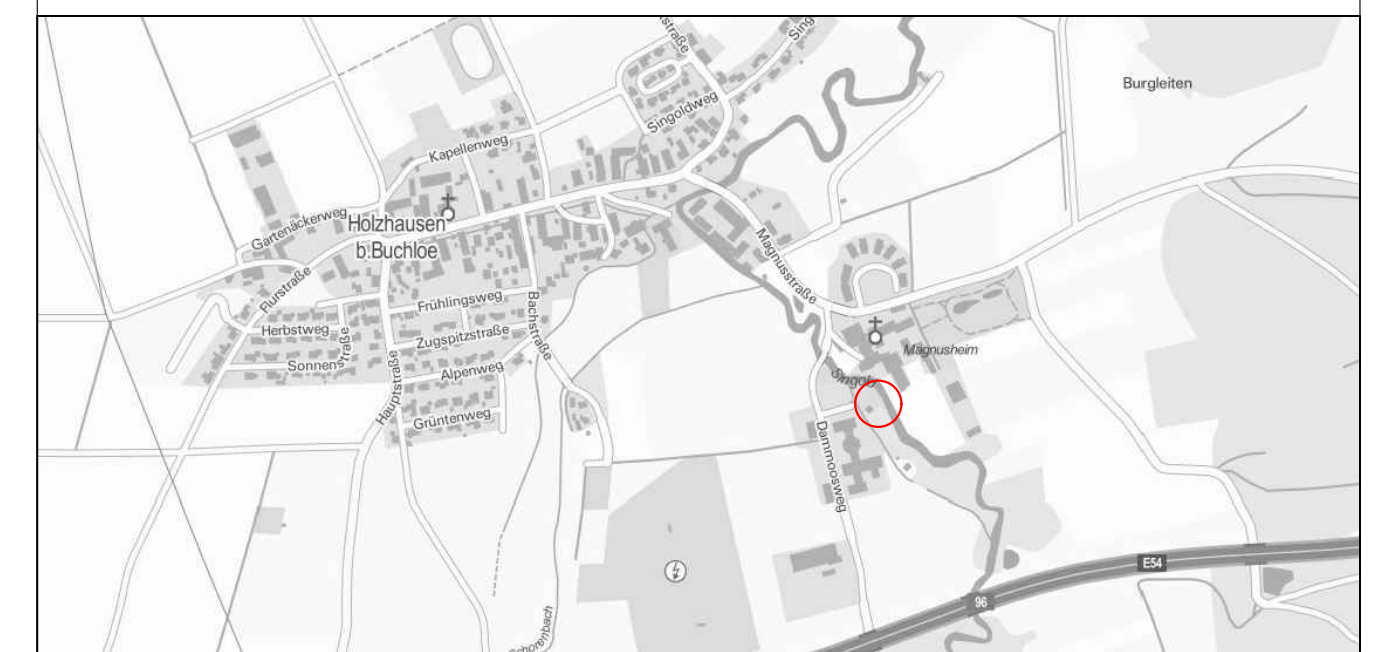 Burgleiten
Singoldweg
Kapellenweg
Gartenäckerweg
Holzhausen
b.Buchloe
Magnusstraße
Flurstraße
Frühlingsweg
Bachstraße
Herbstweg
Zugspitzstraße
Sonnenstraße
Magnusheim
Alpenweg
Singold
Hauptstraße
Grüntenweg
Dammoosweg
E54
96